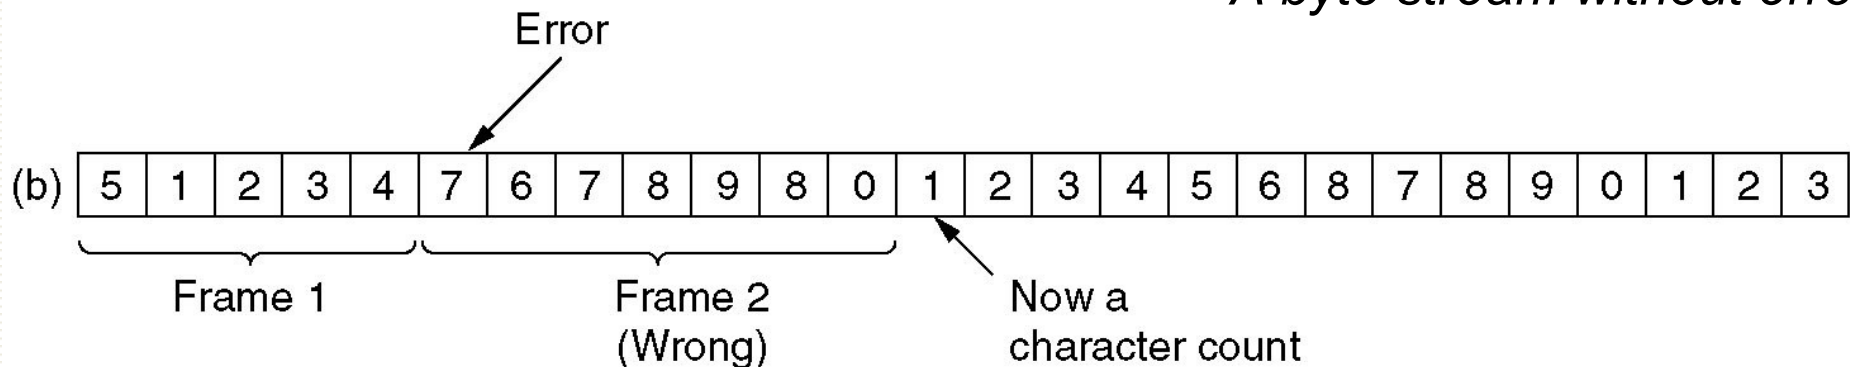 A byte stream without
Error
(b) 5 1 2 3 4 7 6 7 8 9 8 0 1 2 3 4 5 6 8 7 8 9 0 1 2 3
Frame 1
Frame 2
(Wrong)
Now a
character count